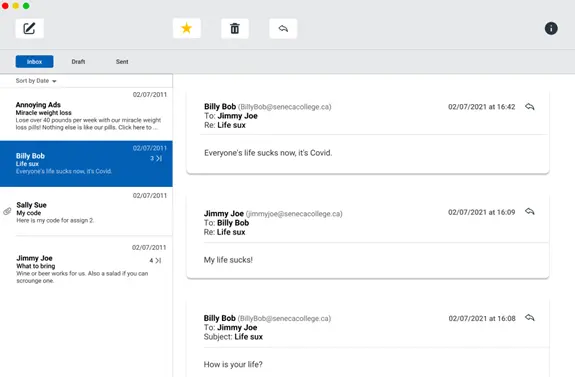 Inbox
Draft
Sent
Sort by Date
02/07/2011
Annoying Ads
Miracle weight loss
Lose over 40 pounds per week with our miracle weight
loss pills! Nothing else is like our pills. Click here to ...
02/07/2011
Billy Bob
3
Life sux
Everyone's life sucks now, it's Covid.
02/07/2011
Sally Sue
My code
Here is my code for assign 2.
02/07/2011
Jimmy Joe
4
What to bring
Wine or beer works for us. Also a salad if you can
scrounge one.
Billy Bob (BillyBob@senecacollege.ca) 02/07/2021 at 16:42
To: Jimmy Joe
Re: Life sux
Everyone's life sucks now, it's Covid.
Jimmy Joe (jimmyjoe@senecacollege.ca) 02/07/2021 at 16:09
To: Billy Bob
Re: Life sux
My life sucks!
Billy Bob (BillyBob@senecacollege.ca) 02/07/2021 at 16:08
To: Jimmy Joe
Subject: Life sux
How is your life?